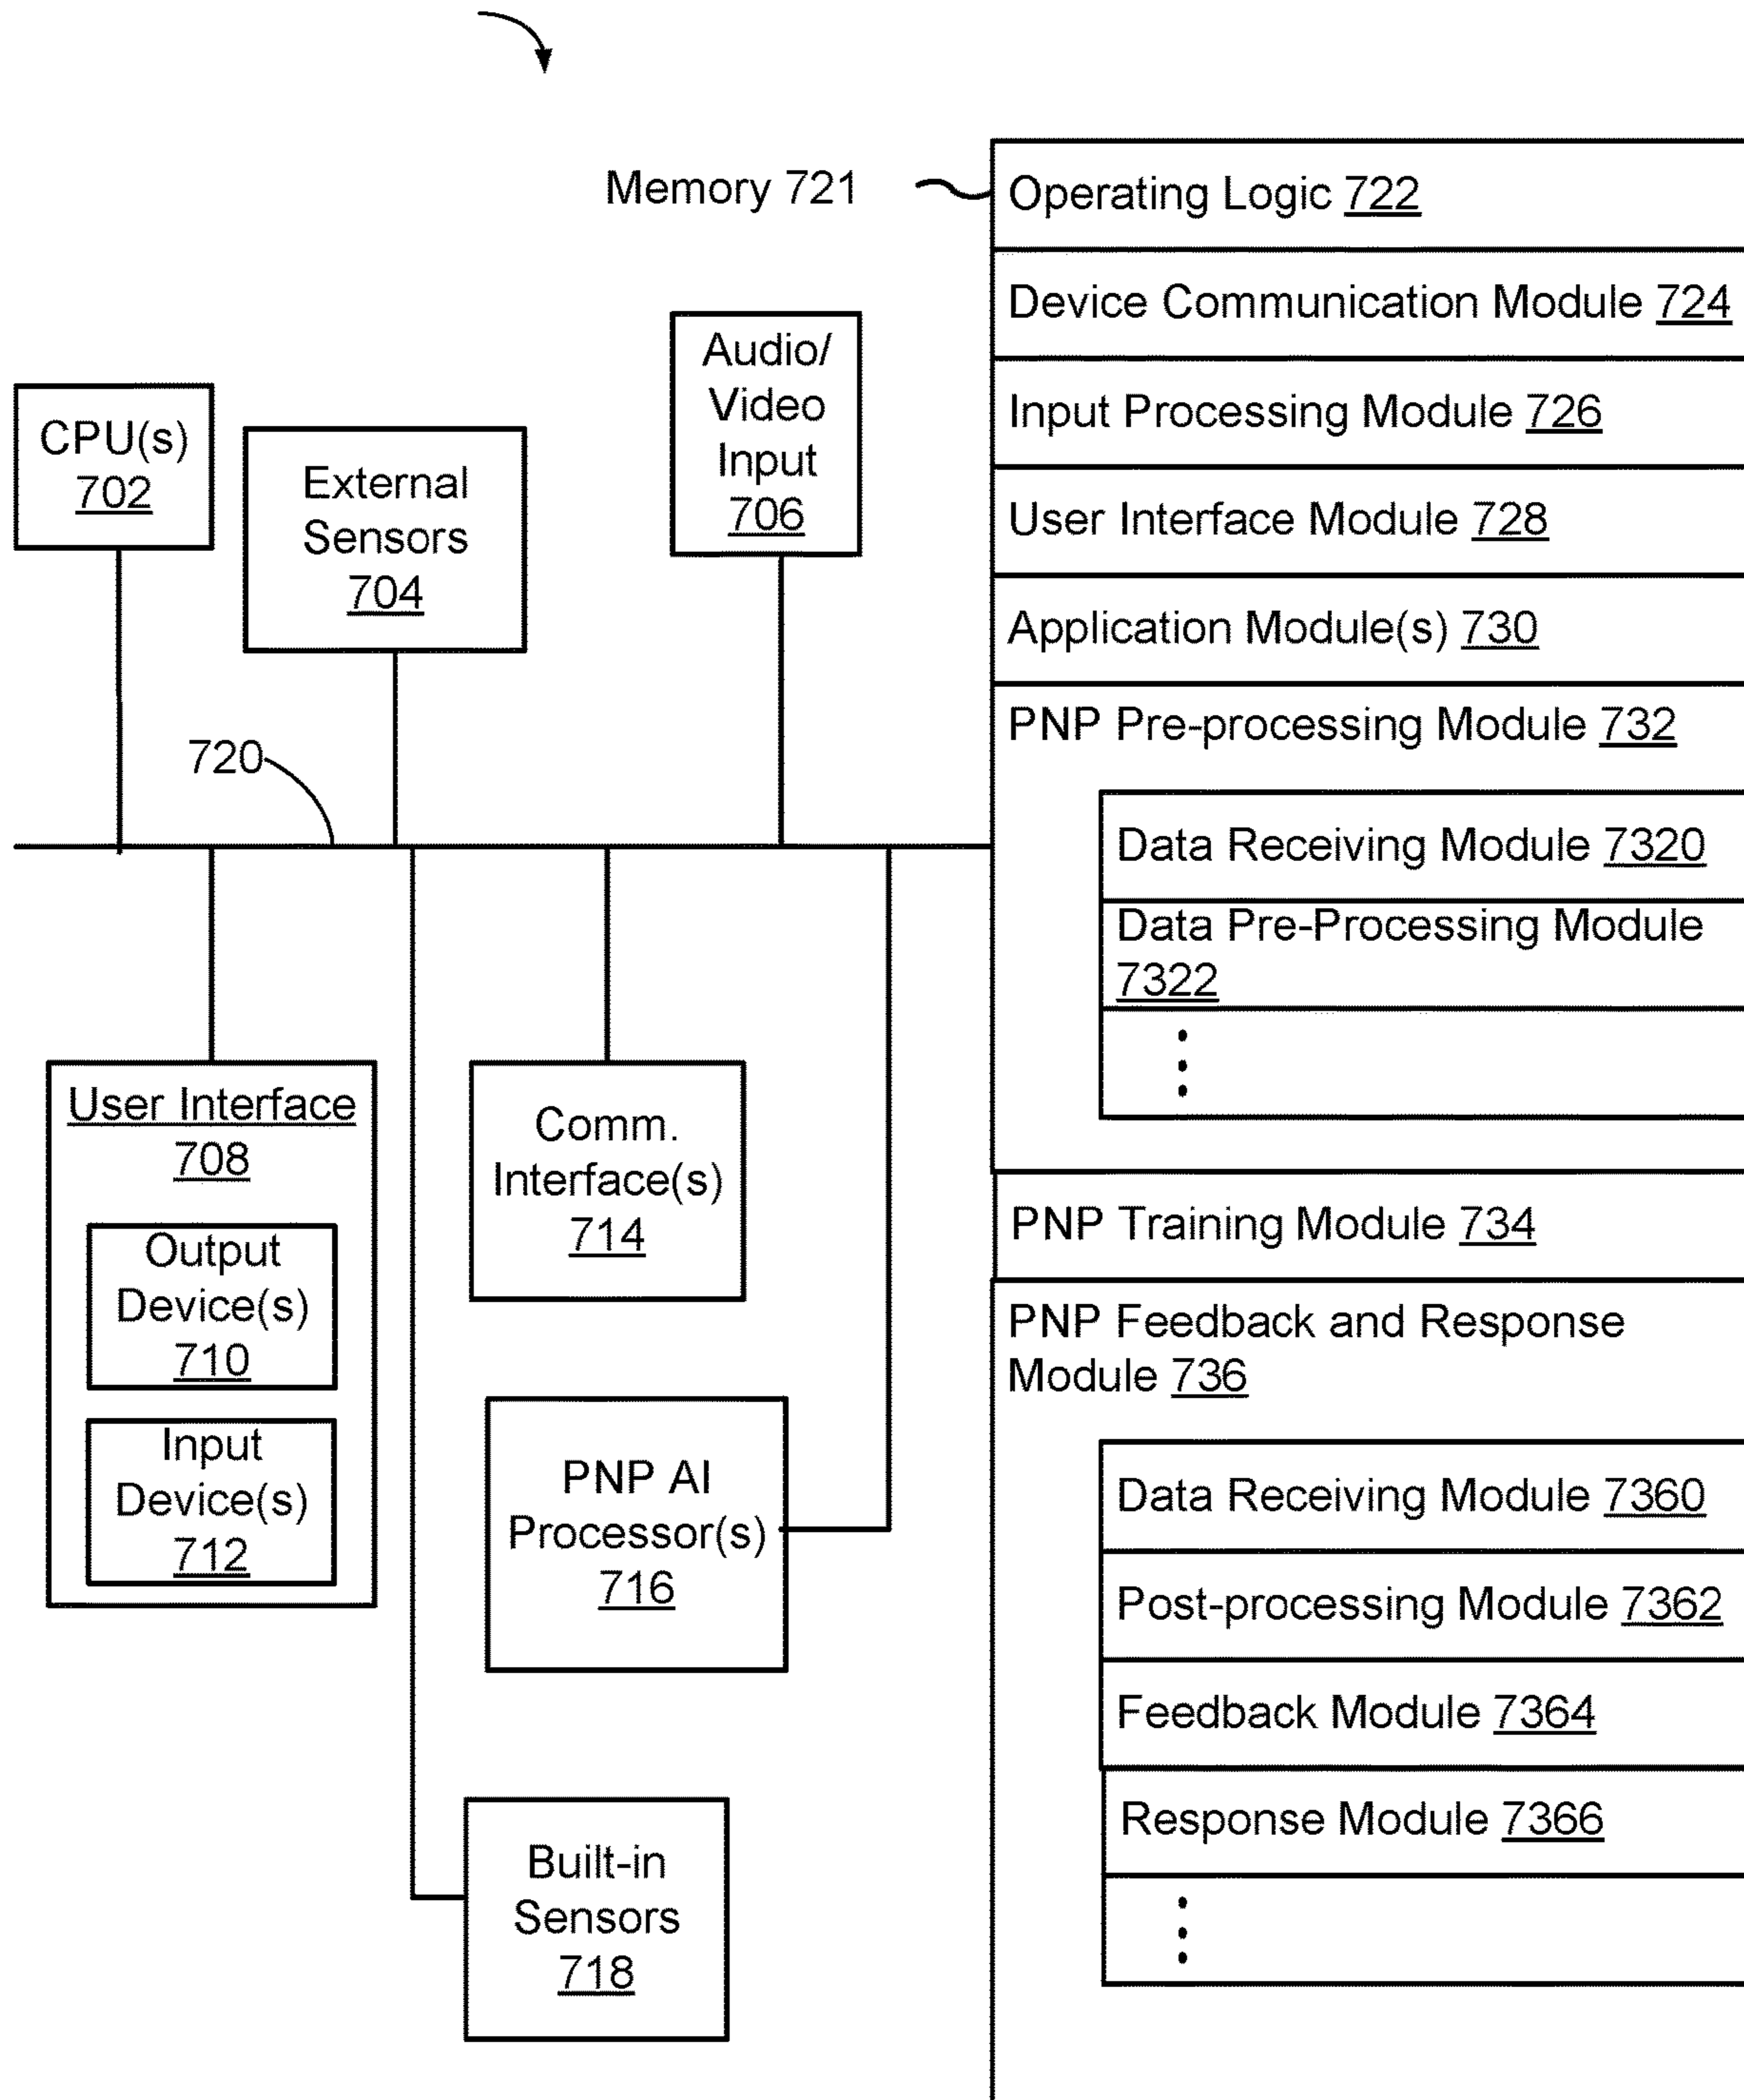 Memory 721
Operating Logic 722
Device Communication Module 724
Input Processing Module 726
User Interface Module 728
Application Module(s) 730
PNP Pre-processing Module 732
Data Receiving Module 7320
Data Pre-Processing Module
7322
PNP Training Module 734
PNP Feedback and Response
Module 736
Data Receiving Module 7360
Post-processing Module 7362
Feedback Module 7364
Response Module 7366
CPU(s)
702
External
Sensors
704
Audio/
Video
Input
706
720
User Interface
708
Output
Device(s)
710
Input
Device(s)
712
Comm.
Interface(s)
714
PNP AI
Processor(s)
716
Built-in
Sensors
718